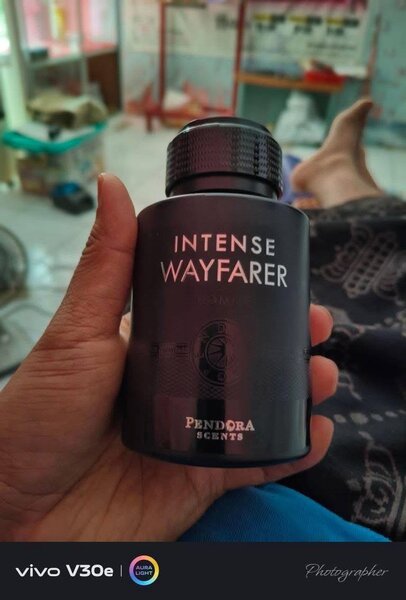 INTENSE
WAYFARER
PENDORA
SCENTS
vivo V30e
AURA
LIGHT
Photographer